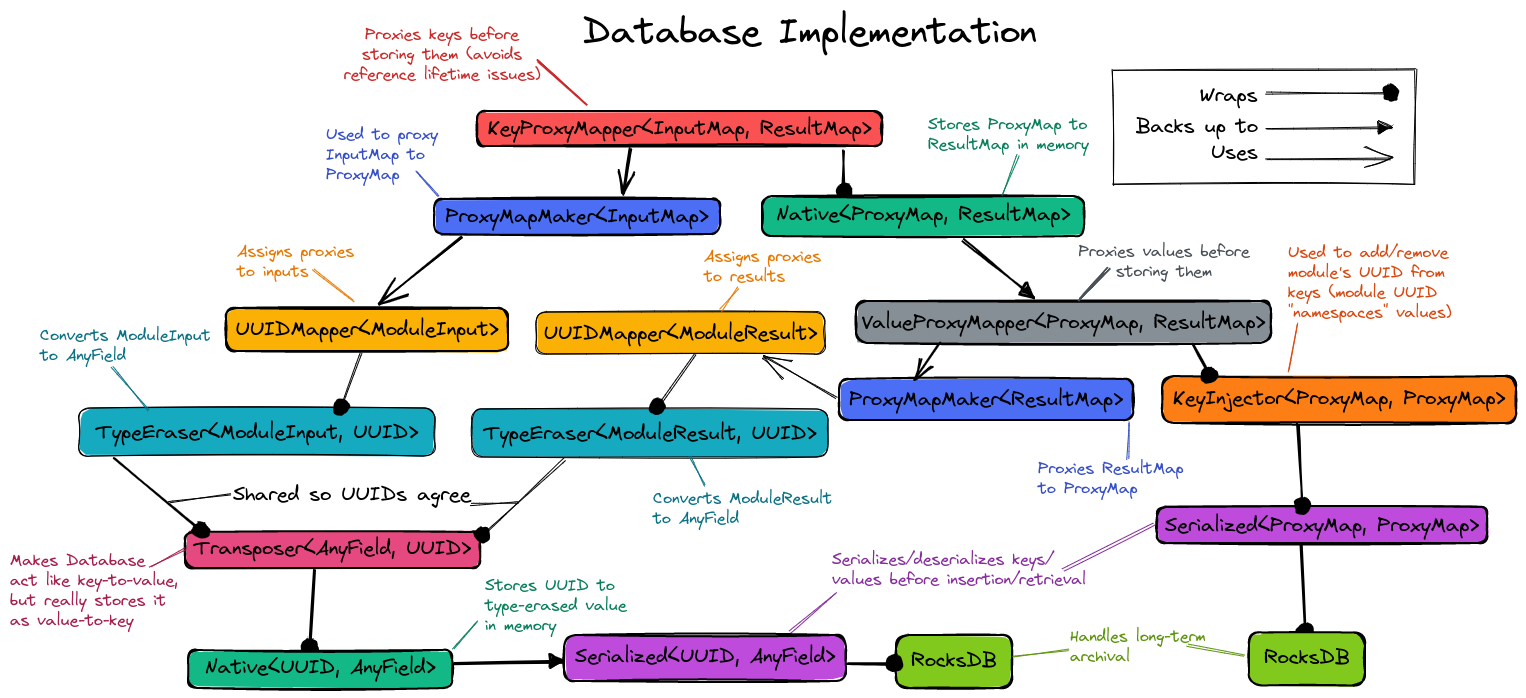 Database Implementation
Proxies keys before
storing them (avoids
reference lifetime issues)
Wraps
Backs up to
Uses
KeyProxyMapper<InputMap, ResultMap>
Used to proxy
InputMap to
ProxyMap
Stores ProxyMap to
ResultMap in memory
ProxyMapMaker<InputMap>
Native<ProxyMap, ResultMap>
Assigns proxies
to inputs
Assigns proxies
to results
Proxies values before
storing them
Used to add/remove
module's UUID from
keys (module UUID
"namespaces" values)
UUIDMapper<ModuleInput>
UUIDMapper<ModuleResult>
ValueProxyMapper<ProxyMap, ResultMap>
Converts ModuleInput
to AnyField
ProxyMapMaker<ResultMap>
KeyInjector<ProxyMap, ProxyMap>
TypeEraser<ModuleInput, UUID>
TypeEraser<ModuleResult, UUID>
Proxies ResultMap
to ProxyMap
Shared so UUIDs agree
Converts ModuleResult
to AnyField
Serialized<ProxyMap, ProxyMap>
Transposer<AnyField, UUID>
Makes Database
act like key-to-value,
but really stores it
as value-to-key
Serializes/deserializes keys/
values before insertion/retrieval
Stores UUID to
type-erased value
in memory
Handles long-term
archival
Native<UUID, AnyField>
Serialized<UUID, AnyField>
RocksDB
RocksDB